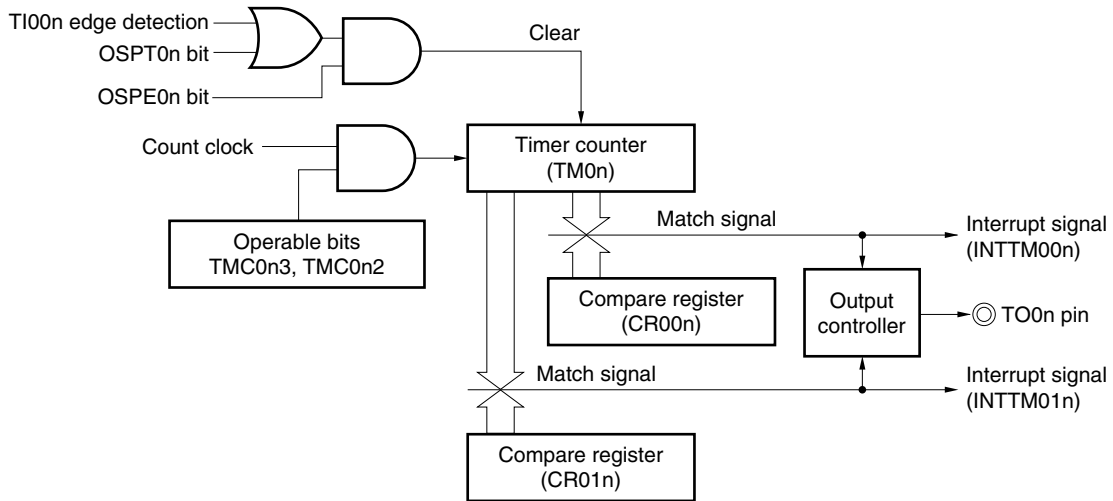 TI00n edge detection
OSPT0n bit
OSPE0n bit
Clear
Count clock
Timer counter
(TM0n)
Operable bits
TMC0n3, TMC0n2
Match signal
Interrupt signal
(INTTM00n)
Compare register
(CR00n)
Output
controller
TO0n pin
Match signal
Interrupt signal
(INTTM01n)
Compare register
(CR01n)